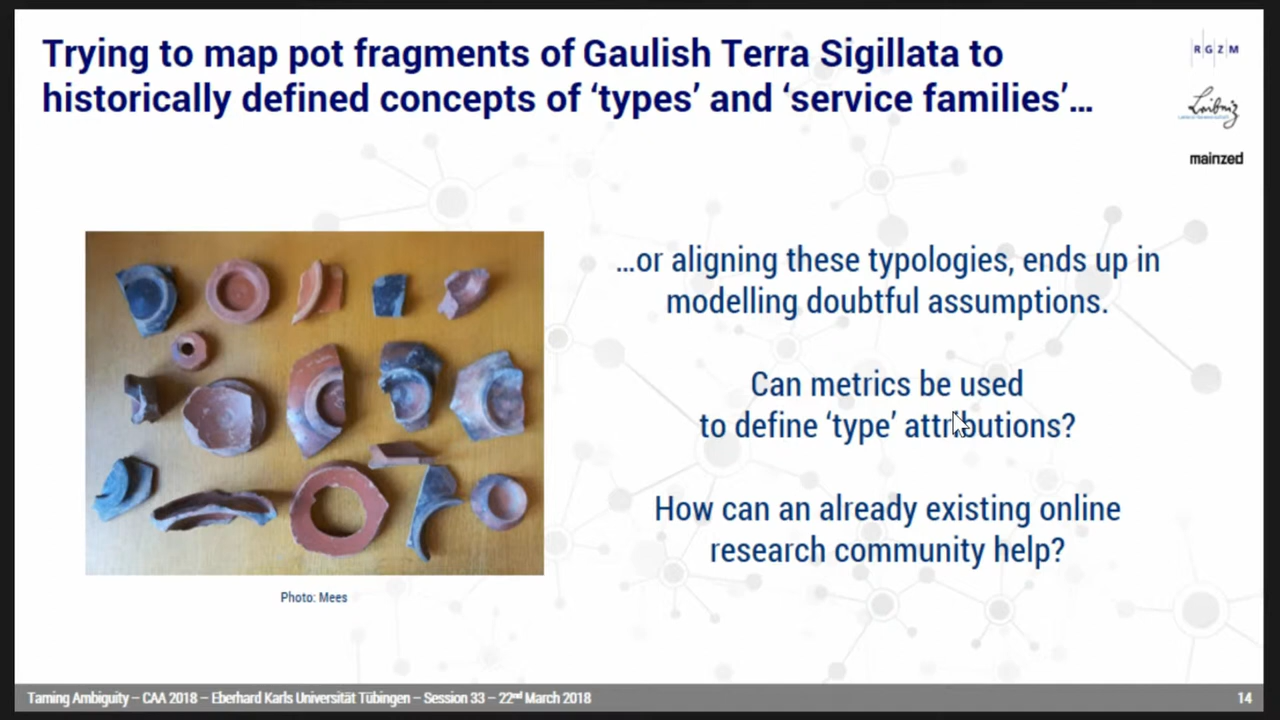 Trying to map pot fragments of Gaulish Terra Sigillata to
historically defined concepts of ‘types’ and ‘service families’...
RGZM
Leibniz
mainzed
...or aligning these typologies, ends up in
modelling doubtful assumptions.
Can metrics be used
to define ‘type’ attributions?
How can an already existing online
research community help?
Photo: Mees
Taming Ambiguity – CAA 2018 – Eberhard Karls Universität Tübingen – Session 33 – 22nd March 2018
14